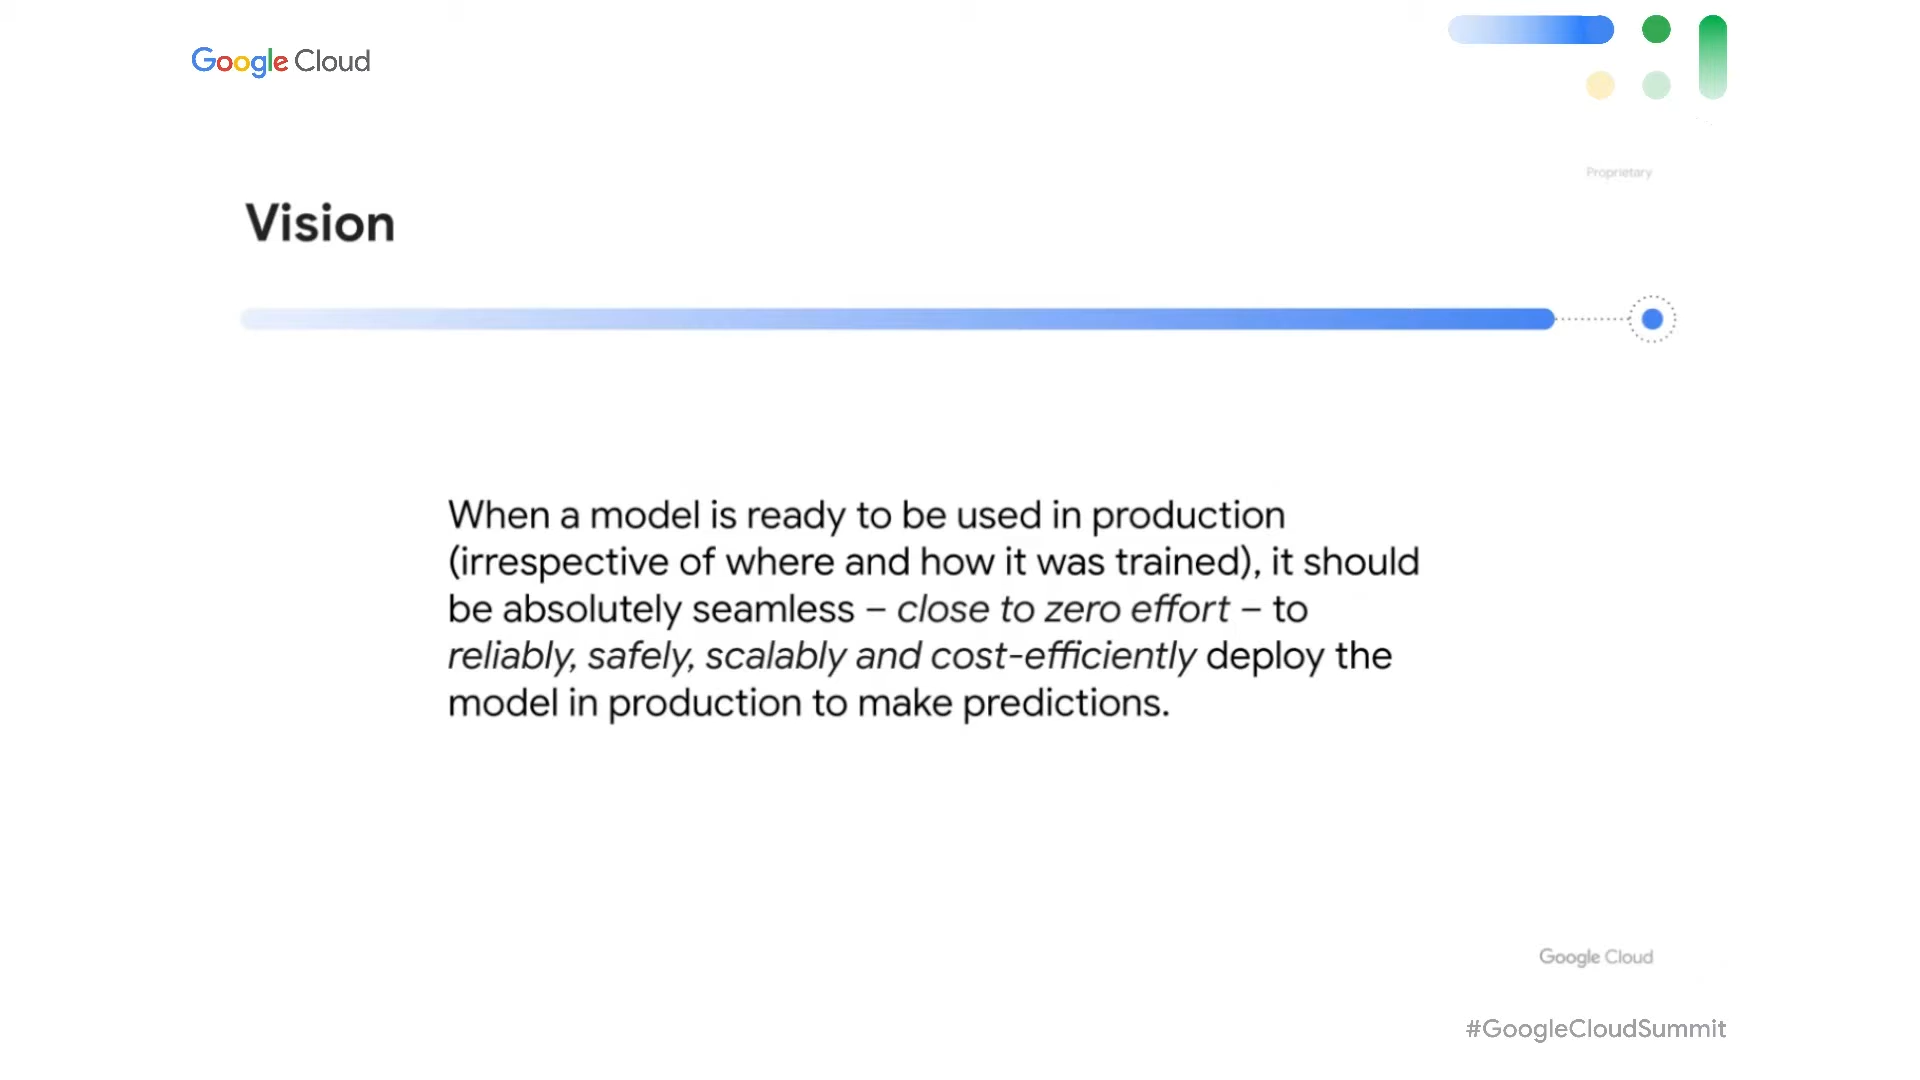 Google Cloud
Proprietary
Vision
When a model is ready to be used in production
(irrespective of where and how it was trained), it should
be absolutely seamless – close to zero effort – to
reliably, safely, scalably and cost-efficiently deploy the
model in production to make predictions.
Google Cloud
#GoogleCloudSummit